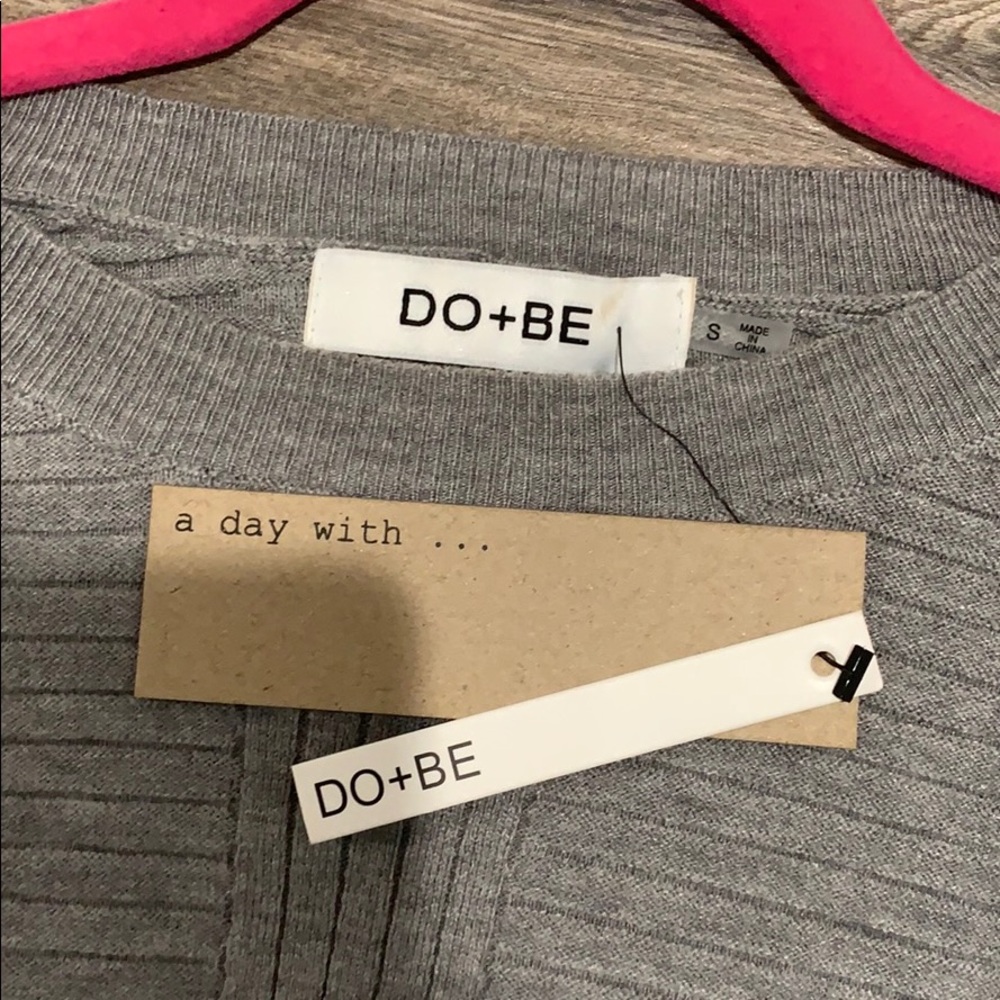 DO+BE
S
MADE
IN
CHINA
a day with ...
DO+BE